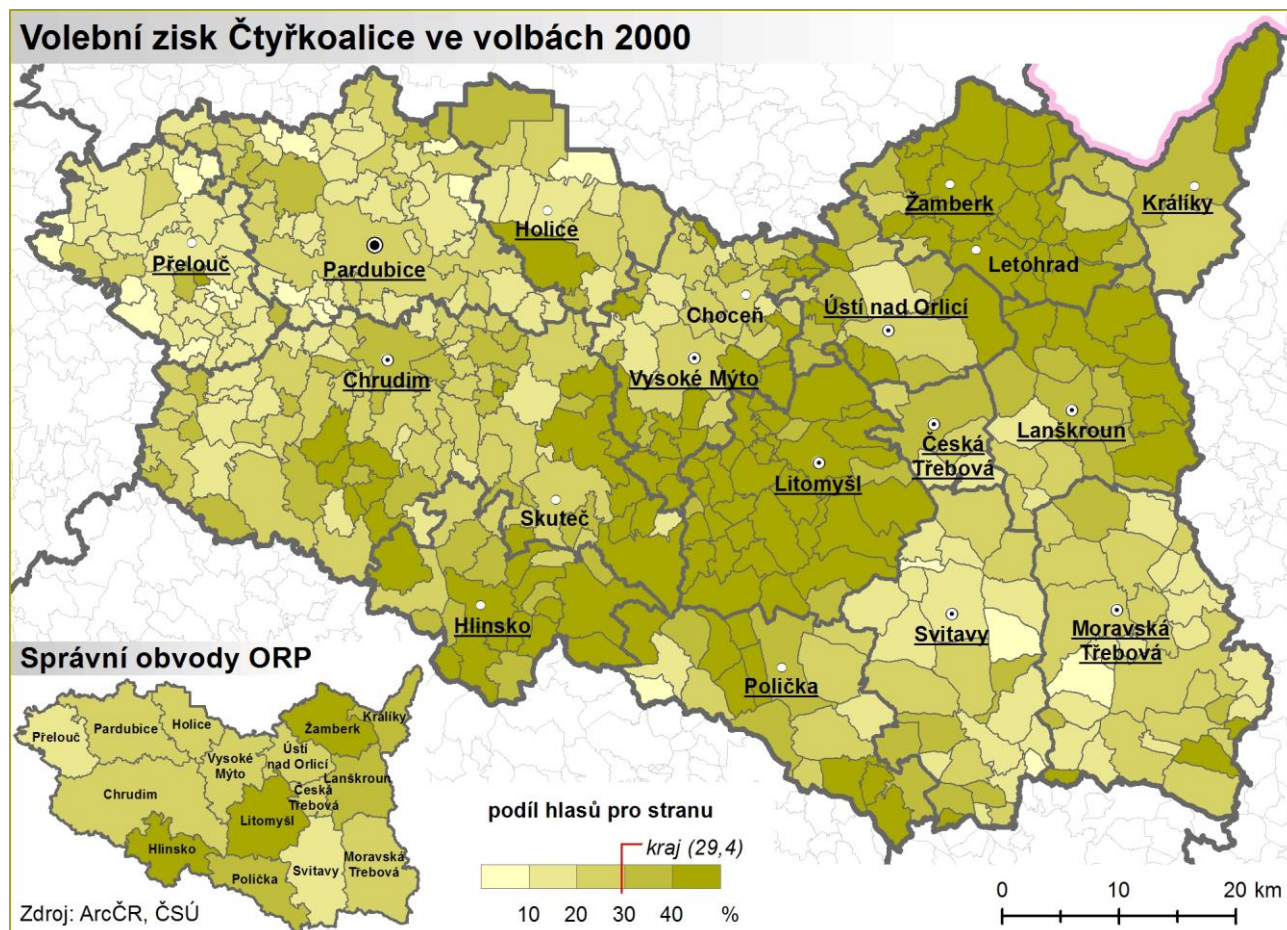 Volební zisk Čtyřkoalice ve volbách 2000
Žamberk
Králíky
Holice
Přelouč
Pardubice
Letohrad
Choceň
Ústí nad Orlicí
Chrudim
Vysoké Mýto
Česká
Třebová
Lanškroun
Litomyšl
Skuteč
Hlinsko
Svitavy
Moravská
Třebová
Polička
Správní obvody ORP
Přelouč
Pardubice
Holice
Žamberk
Králíky
Vysoké
Mýto
Ústí
nad Orlicí
Lanškroun
Chrudim
Česká
Třebová
Litomyšl
Hlinsko
Polička
Svitavy
Moravská
Třebová
Zdroj: ArcČR, ČSÚ
podíl hlasů pro stranu
kraj (29,4)
10 20 30 40 %
0 10 20 km